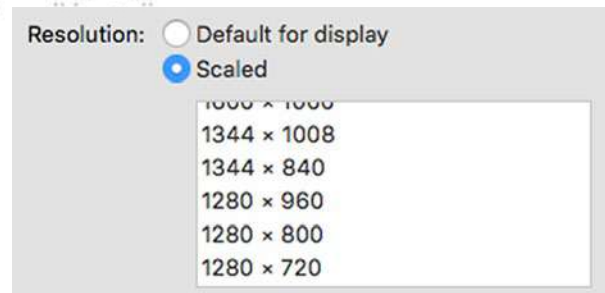 Resolution: Default for display
Scaled
1344 × 1008
1344 × 840
1280 × 960
1280 × 800
1280 × 720